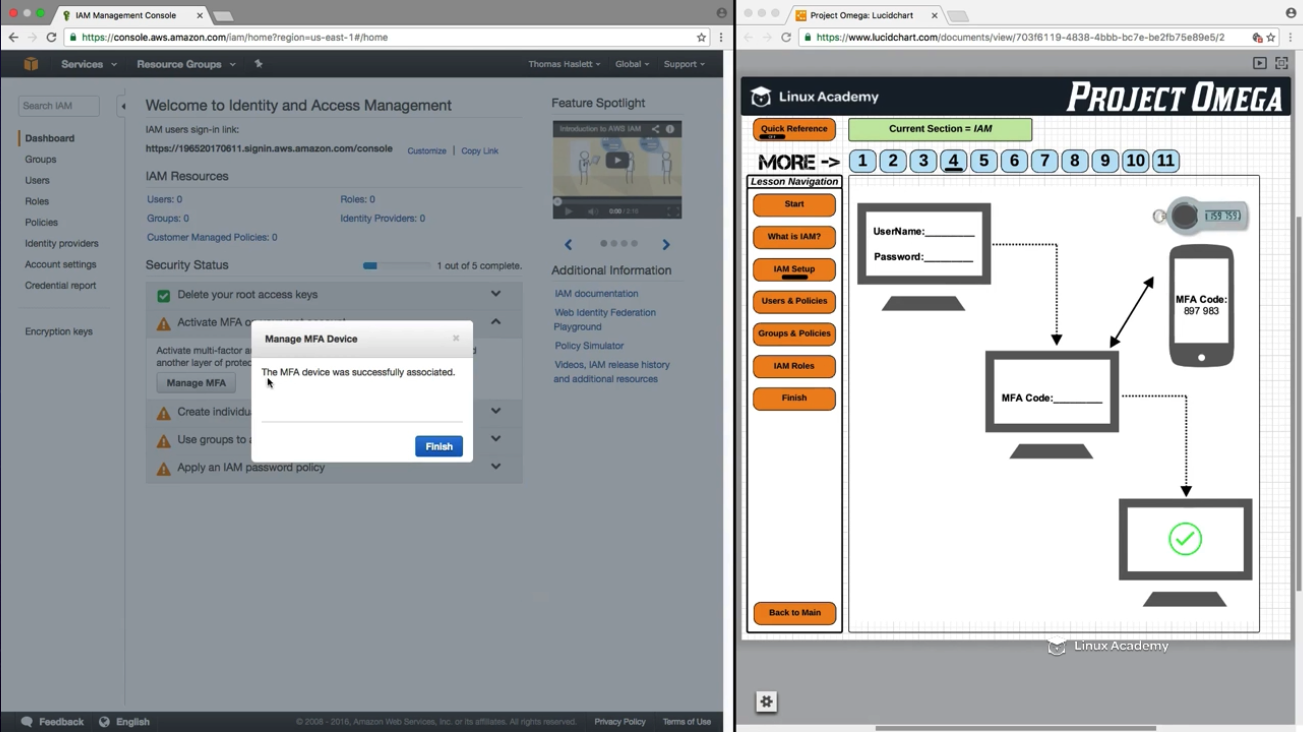 IAM Management Console
https://console.aws.amazon.com/iam/home?region=us-east-1#/home
Services
Resource Groups
Thomas Haslett
Global
Support
Search IAM
Dashboard
Groups
Users
Roles
Policies
Identity providers
Account settings
Credential report
Encryption keys
Welcome to Identity and Access Management
IAM users sign-in link:
https://196520170611.signin.aws.amazon.com/console
Customize | Copy Link
IAM Resources
Users: 0
Roles: 0
Groups: 0
Identity Providers: 0
Customer Managed Policies: 0
Security Status
1 out of 5 complete.
Delete your root access keys
Activate MFA on your root account
Activate multi-factor a
another layer of protec
Manage MFA
Create individu
Use groups to a
Apply an IAM password policy
Manage MFA Device
The MFA device was successfully associated.
Finish
Feature Spotlight
Introduction to AWS IAM
Additional Information
IAM documentation
Web Identity Federation
Playground
Policy Simulator
Videos, IAM release history
and additional resources
Feedback
English
© 2008 - 2016, Amazon Web Services, Inc. or its affiliates. All rights reserved.
Privacy Policy
Terms of Use
Project Omega: Lucidchart
https://www.lucidchart.com/documents/view/703f6119-4838-4bbb-bc7e-be2fb75e89e5/2
Linux Academy
PROJECT OMEGA
Quick Reference
Current Section = IAM
MORE -> 1 2 3 4 5 6 7 8 9 10 11
Lesson Navigation
Start
What is IAM?
IAM Setup
Users & Policies
Groups & Policies
IAM Roles
Finish
Back to Main
UserName:_________
Password:________
MFA Code:
897 983
MFA Code:_________
Linux Academy